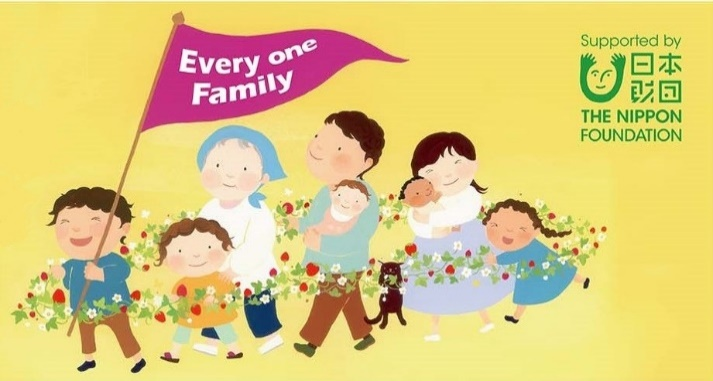 Every one
Family
Supported by
日本
財団
THE NIPPON
FOUNDATION